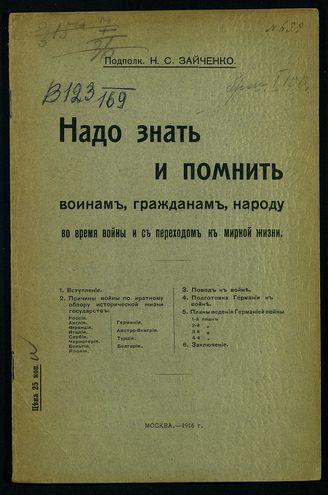 Подполк. Н. С. ЗАЙЧЕНКО.
В123/169
Надо знать
и помнить
воинамъ, гражданамъ, народу
во время войны и съ переходомъ къ мирной жизни.
1. Вступленіе.
2. Причины войны по краткому
обзору исторической жизни
государствъ:
Россія.
Англія.
Франція.
Италія.
Сербія.
Черногорія.
Бельгія.
Японія.
Германія.
Австро-Венгрія.
Турція.
Болгарія.
3. Поводъ къ войнѣ.
4. Подготовка Германіи къ
войнѣ.
5. Планы веденія Германіей войны
1-й планъ
2-й "
3-й "
4-й "
6. Заключеніе.
Цѣна 25 коп.
МОСКВА.—1916 г.